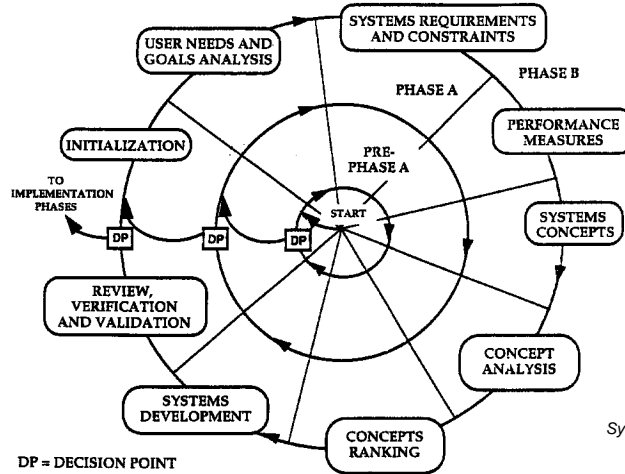 SYSTEMS REQUIREMENTS
AND CONSTRAINTS
USER NEEDS AND
GOALS ANALYSIS
PHASE B
PHASE A
PERFORMANCE
MEASURES
INITIALIZATION
PRE-
PHASE A
TO
IMPLEMENTATION
PHASES
START
SYSTEMS
CONCEPTS
DP
DP
DP
REVIEW,
VERIFICATION
AND VALIDATION
CONCEPT
ANALYSIS
SYSTEMS
DEVELOPMENT
CONCEPTS
RANKING
Sy
DP = DECISION POINT